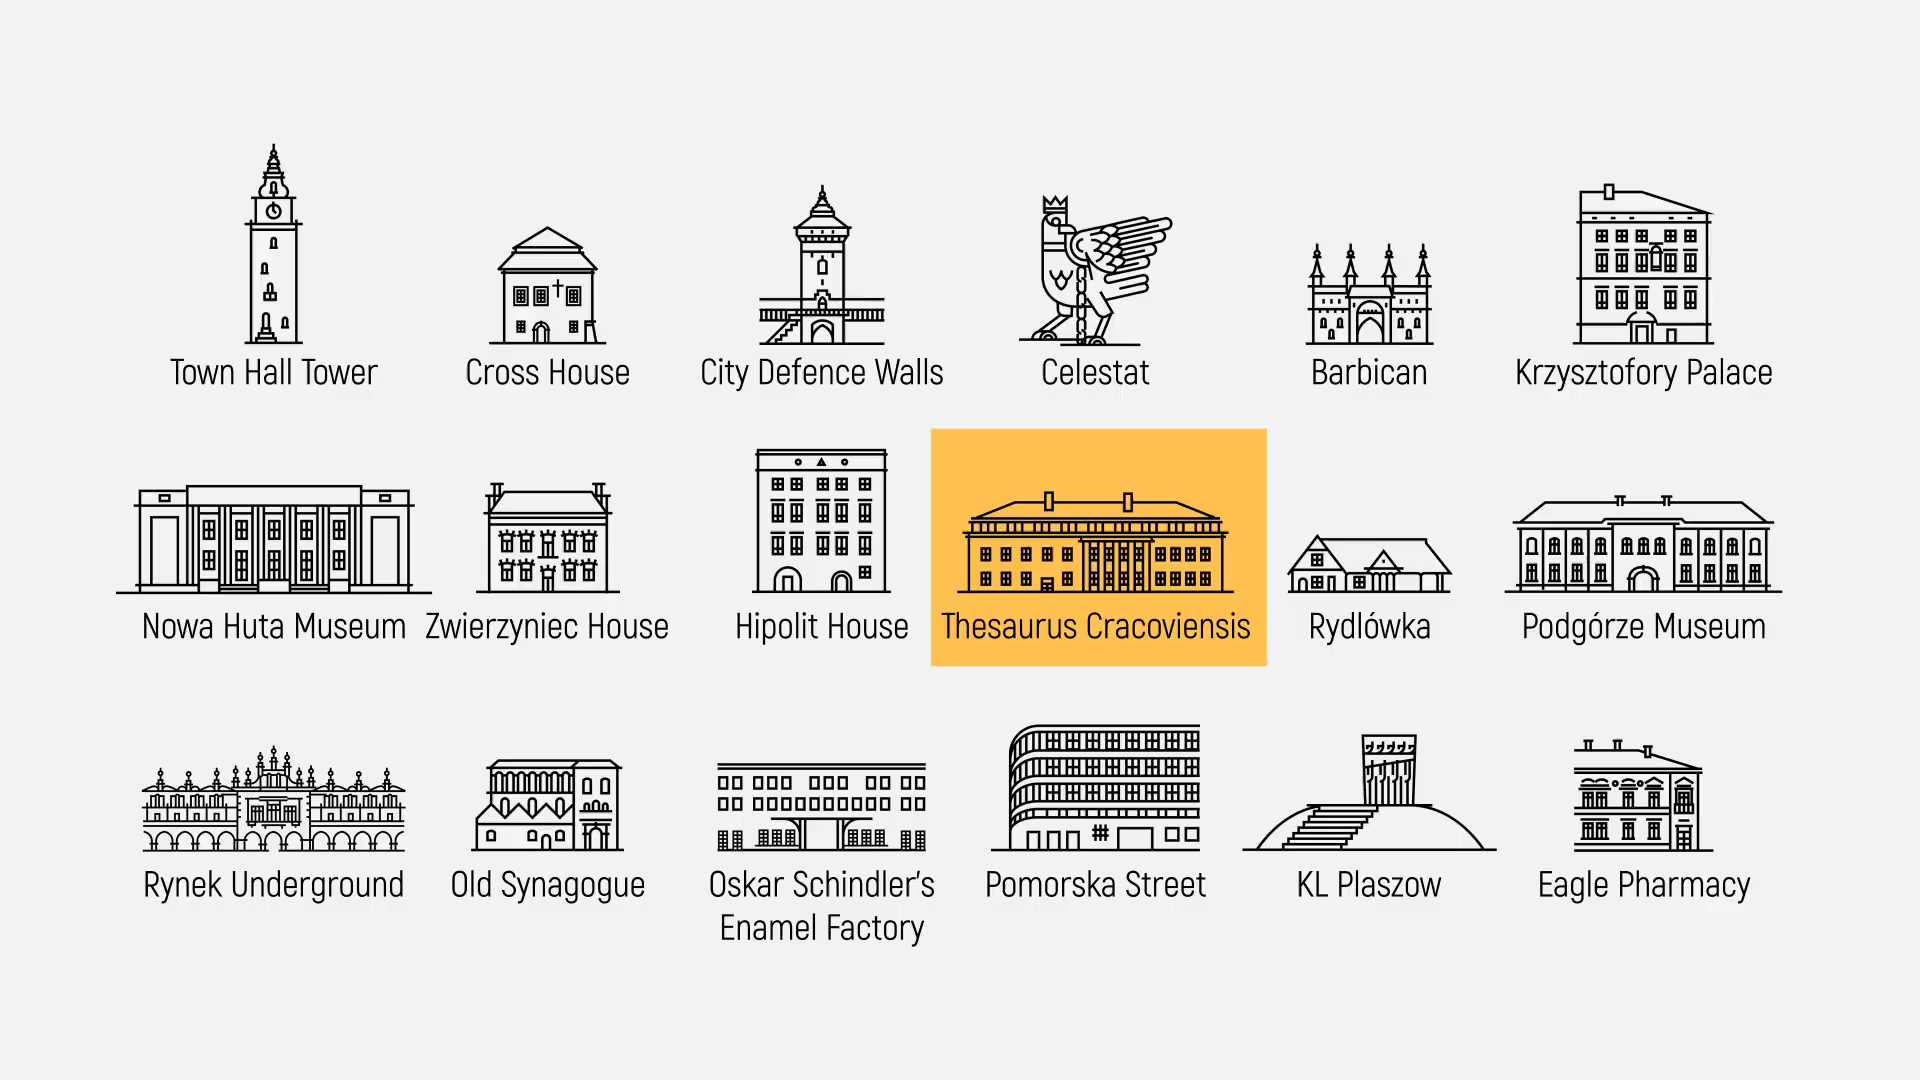 Town Hall Tower
Cross House
City Defence Walls
Celestat
Barbican
Krzysztofory Palace
Nowa Huta Museum
Zwierzyniec House
Hipolit House
Thesaurus Cracoviensis
Rydlówka
Podgórze Museum
Rynek Underground
Old Synagogue
Oskar Schindler's
Enamel Factory
Pomorska Street
KL Plaszow
Eagle Pharmacy